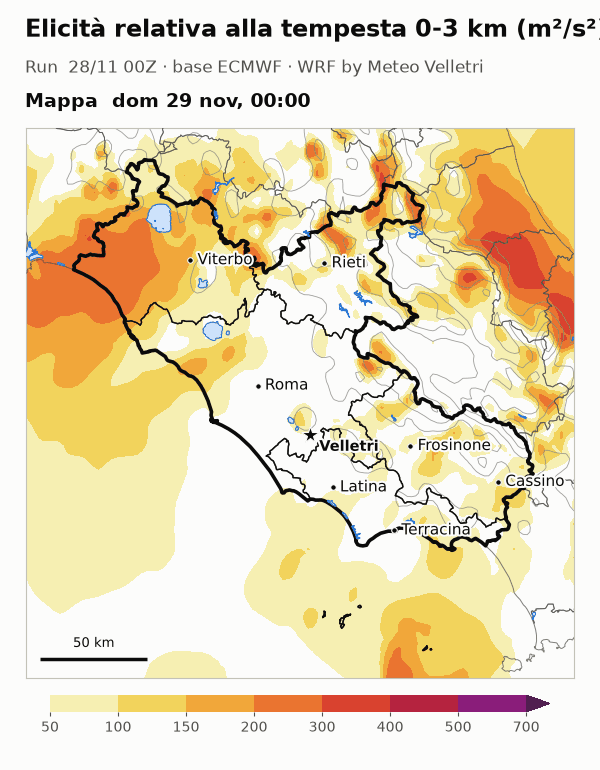 Elicità relativa alla tempesta 0-3 km (m²/s²)
Run 28/11 00Z · base ECMWF · WRF by Meteo Velletri
Mappa dom 29 nov, 00:00
Viterbo
Rieti
Roma
Velletri
Frosinone
Latina
Cassino
Terracina
50 km
50 100 150 200 300 400 500 700